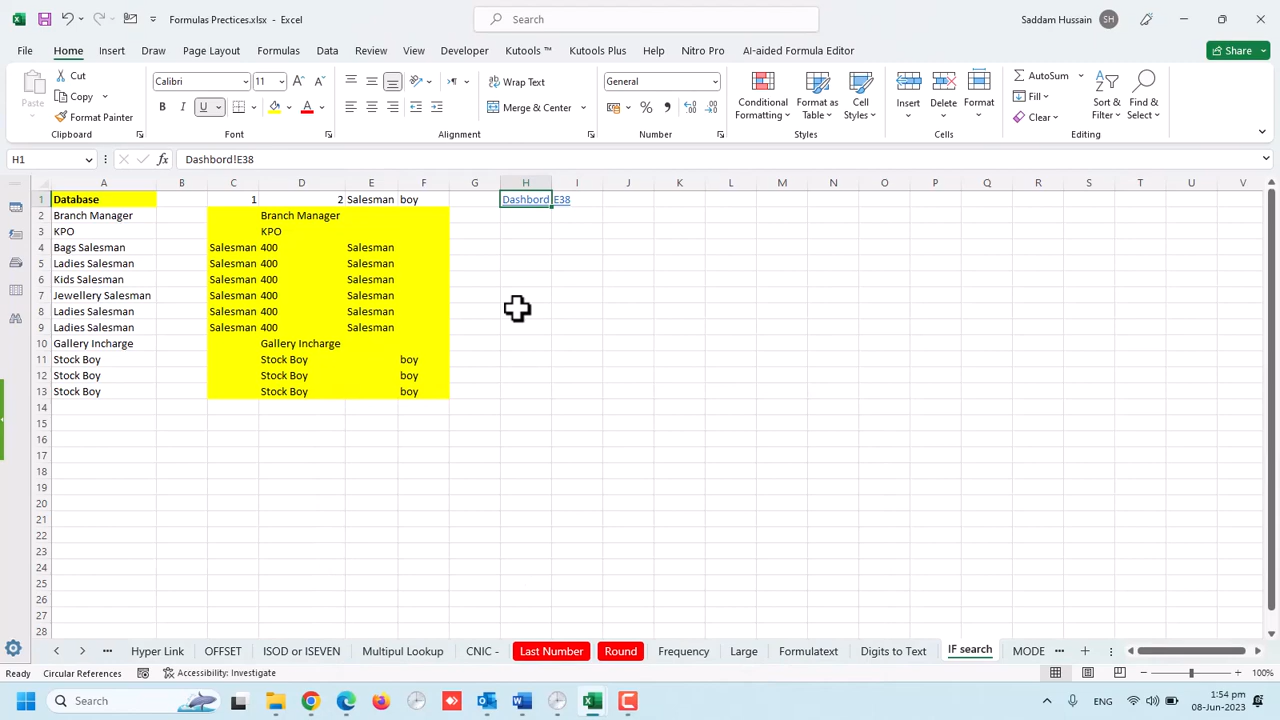 Formulas Prectices.xlsx - Excel
Search
Saddam Hussain
SH
File Home Insert Draw Page Layout Formulas Data Review View Developer Kutools ™ Kutools Plus Help Nitro Pro AI-aided Formula Editor
Share
Paste
Cut
Copy
Format Painter
Clipboard
Calibri 11
B I U
Font
Wrap Text
Merge & Center
Alignment
General
Number
Conditional Formatting
Format as Table
Cell Styles
Styles
Insert
Delete
Format
Cells
AutoSum
Fill
Clear
Sort & Filter
Find & Select
Editing
H1 fx Dashbord!E38
A B C D E F G H I J K L M N O P Q R S T U V
1 Database 1 2 Salesman boy Dashbord!E38
2 Branch Manager Branch Manager
3 KPO KPO
4 Bags Salesman Salesman 400 Salesman
5 Ladies Salesman Salesman 400 Salesman
6 Kids Salesman Salesman 400 Salesman
7 Jewellery Salesman Salesman 400 Salesman
8 Ladies Salesman Salesman 400 Salesman
9 Ladies Salesman Salesman 400 Salesman
10 Gallery Incharge Gallery Incharge
11 Stock Boy Stock Boy boy
12 Stock Boy Stock Boy boy
13 Stock Boy Stock Boy boy
14
15
16
17
18
19
20
21
22
23
24
25
26
27
28
Hyper Link OFFSET ISOD or ISEVEN Multipul Lookup CNIC - Last Number Round Frequency Large Formulatext Digets to Text IF search MODE
Ready Circular References Accessibility: Investigate 100%
Search
ENG
1:54 pm
08-Jun-2023